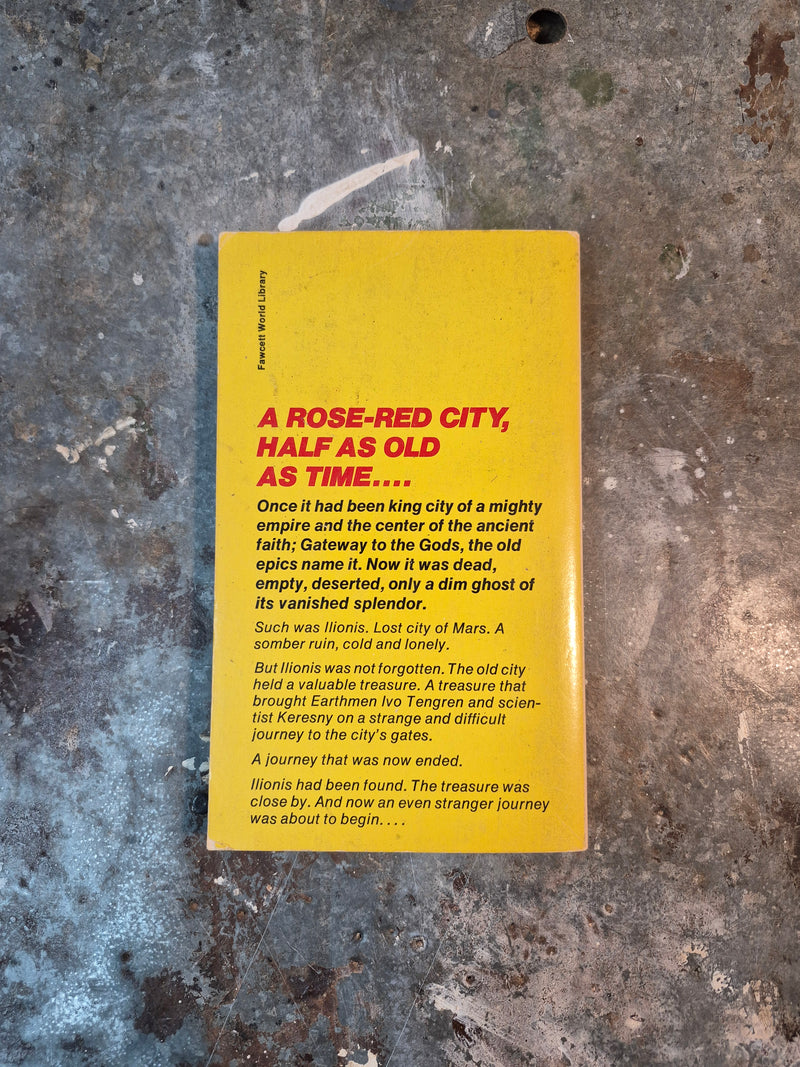 Fawcett World Library
A ROSE-RED CITY,
HALF AS OLD
AS TIME....
Once it had been king city of a mighty
empire and the center of the ancient
faith; Gateway to the Gods, the old
epics name it. Now it was dead,
empty, deserted, only a dim ghost of
its vanished splendor.
Such was Ilionis. Lost city of Mars. A
somber ruin, cold and lonely.
But Ilionis was not forgotten. The old city
held a valuable treasure. A treasure that
brought Earthmen Ivo Tengren and scien-
tist Keresny on a strange and difficult
journey to the city's gates.
A journey that was now ended.
Ilionis had been found. The treasure was
close by. And now an even stranger journey
was about to begin....